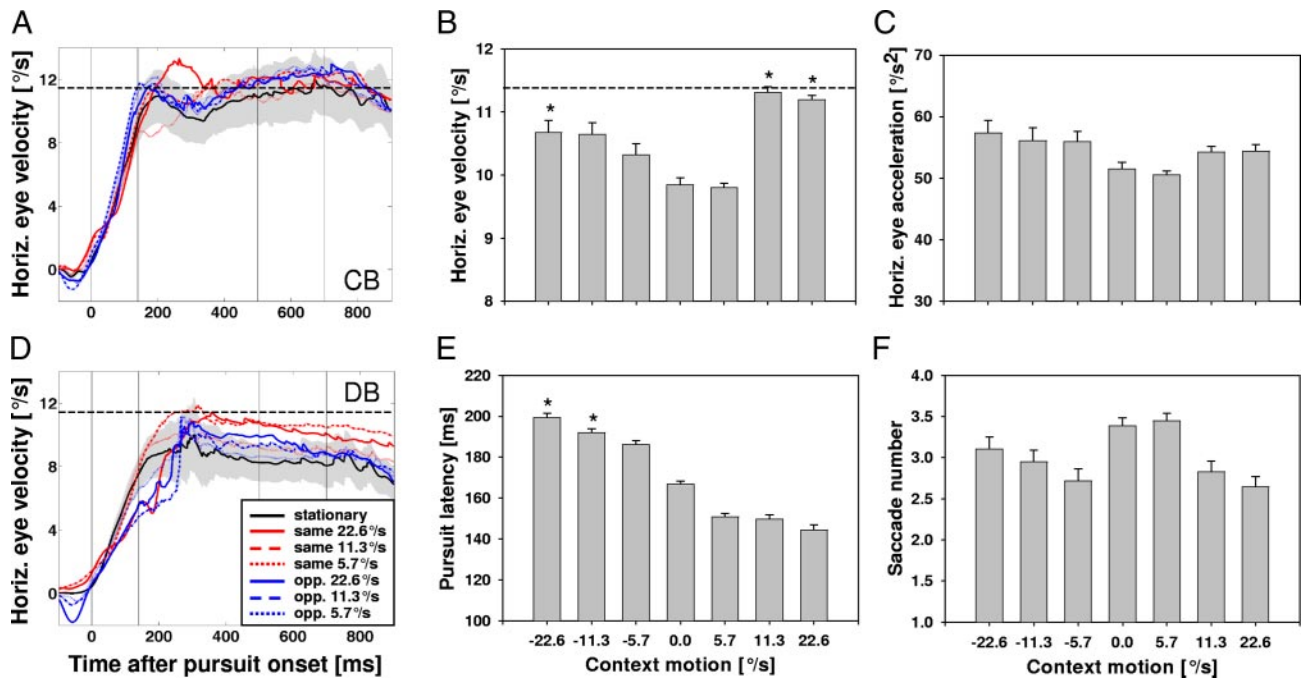 A
Horiz. eye velocity [°/s]
12
8
4
0
0
200
400
600
800
CB
B
Horiz. eye velocity [°/s]
12
11
10
9
8
*
*
*
C
Horiz. eye acceleration [°/s²]
70
60
50
40
30
D
Horiz. eye velocity [°/s]
12
8
4
0
DB
stationary
same 22.6°/s
same 11.3°/s
same 5.7°/s
opp. 22.6°/s
opp. 11.3°/s
opp. 5.7°/s
0
200
400
600
800
Time after pursuit onset [ms]
E
Pursuit latency [ms]
220
200
180
160
140
120
100
*
*
-22.6
-11.3
-5.7
0.0
5.7
11.3
22.6
Context motion [°/s]
F
Saccade number
4.0
3.5
3.0
2.5
2.0
1.5
1.0
-22.6
-11.3
-5.7
0.0
5.7
11.3
22.6
Context motion [°/s]